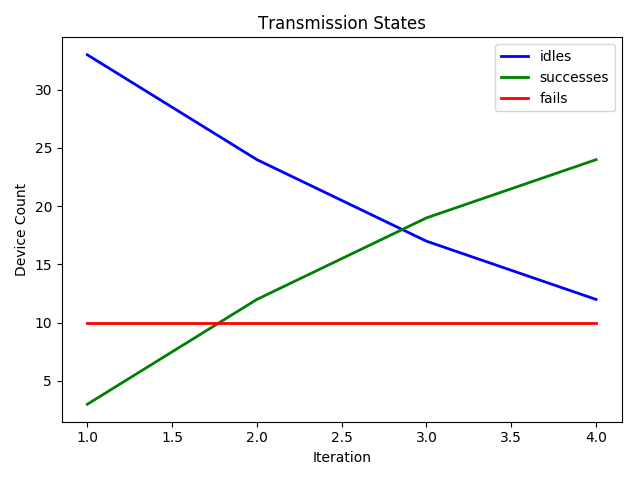 Transmission States
idles
successes
fails
Device Count
30
25
20
15
10
5
1.0 1.5 2.0 2.5 3.0 3.5 4.0
Iteration